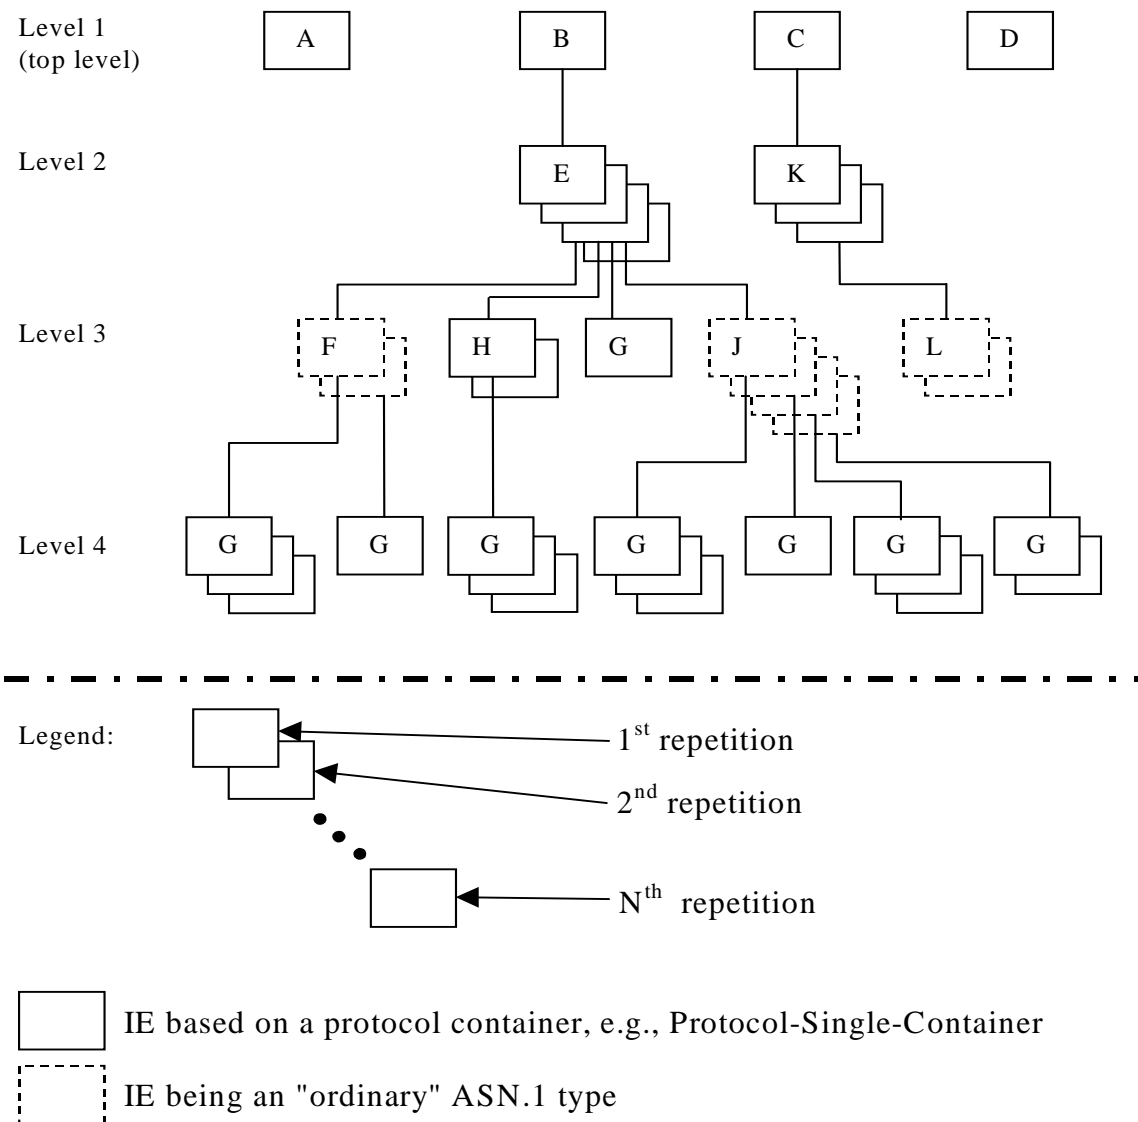 Level 1
(top level)
A
B
C
D
Level 2
E
K
Level 3
F
H
G
J
L
Level 4
G
G
G
G
G
G
G
Legend:
1st repetition
2nd repetition
Nth repetition
IE based on a protocol container, e.g., Protocol-Single-Container
IE being an "ordinary" ASN.1 type